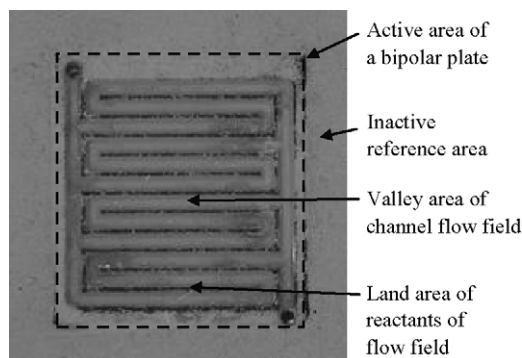 Active area of
a bipolar plate
Inactive
reference area
Valley area of
channel flow field
Land area of
reactants of
flow field